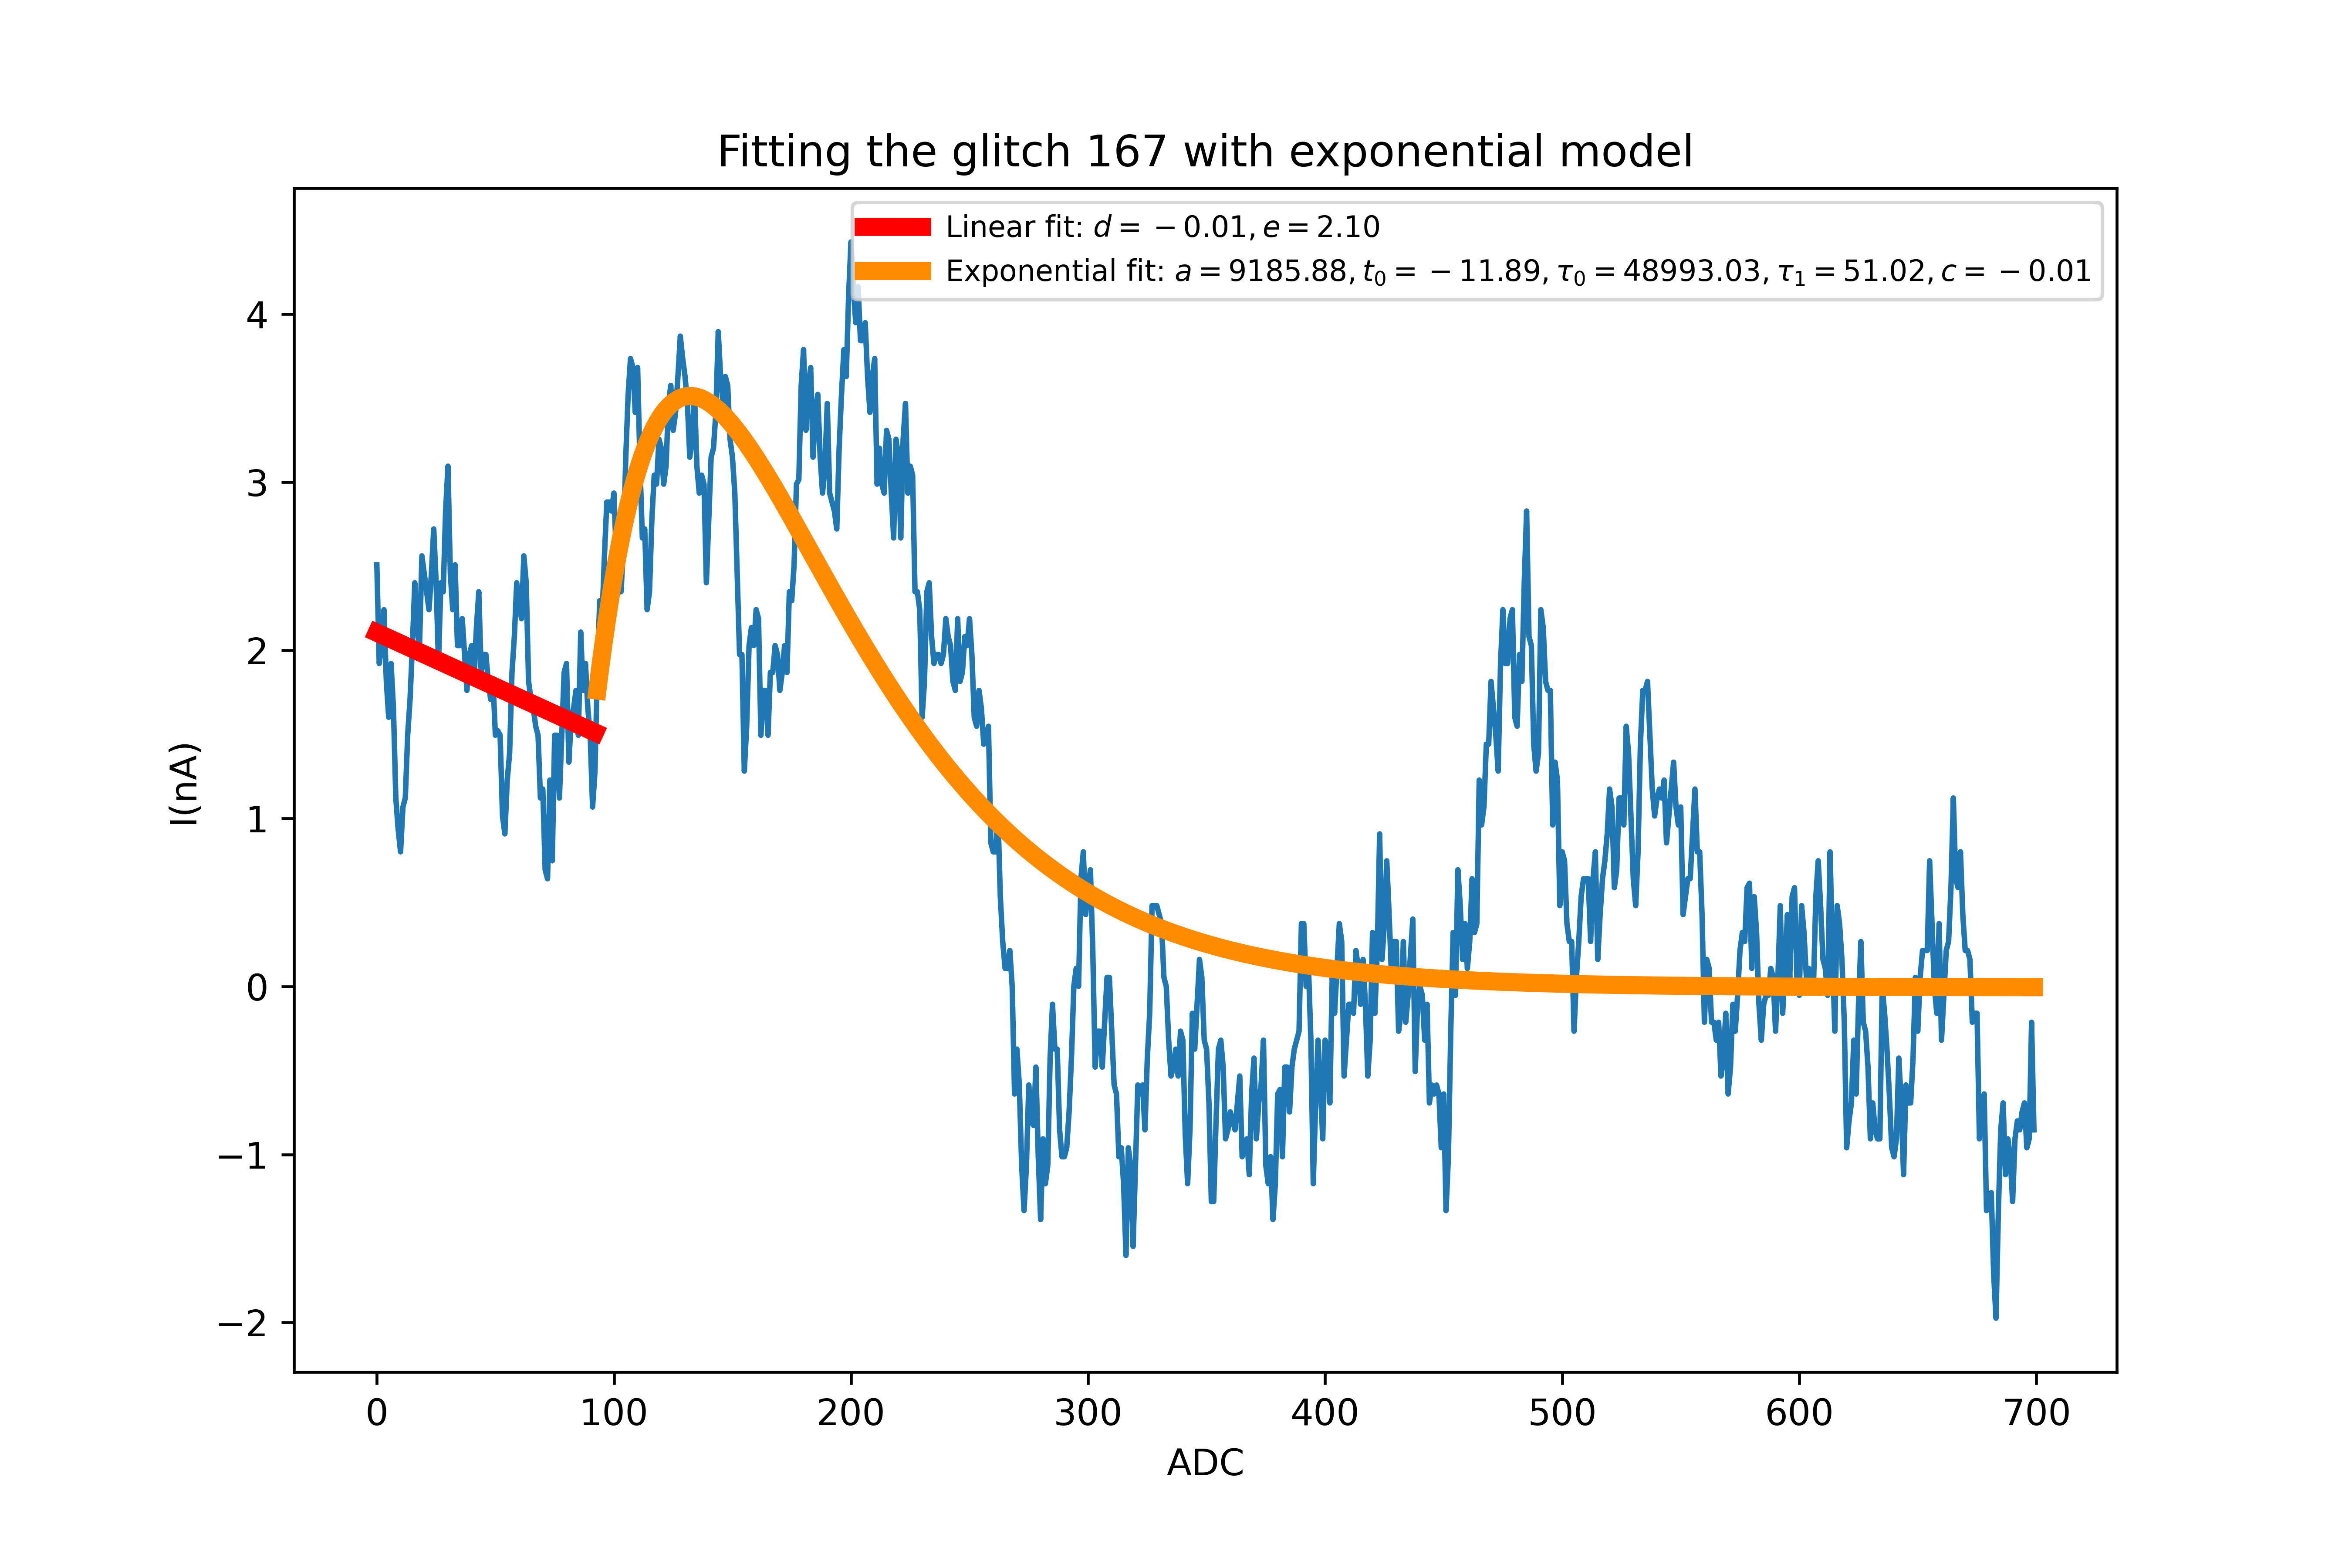 Fitting the glitch 167 with exponential model
Linear fit: d = −0.01, e = 2.10
Exponential fit: a = 9185.88, t₀ = −11.89, τ₀ = 48993.03, τ₁ = 51.02, c = −0.01
4
3
2
1
0
−1
−2
I(nA)
0 100 200 300 400 500 600 700
ADC